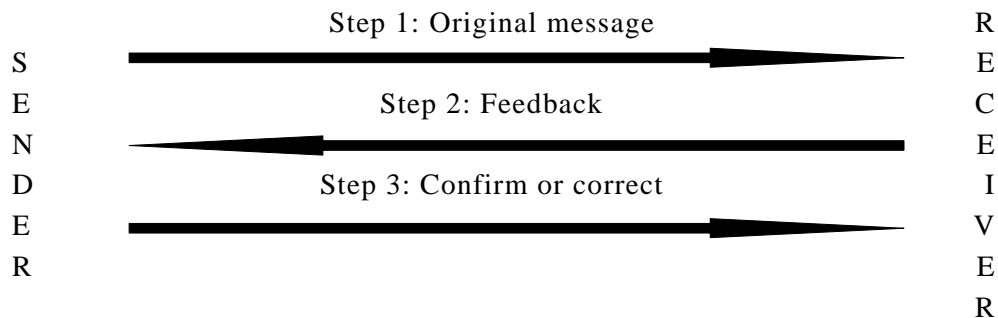 Step 1: Original message
Step 2: Feedback
Step 3: Confirm or correct
S
E
N
D
E
R
R
E
C
E
I
V
E
R